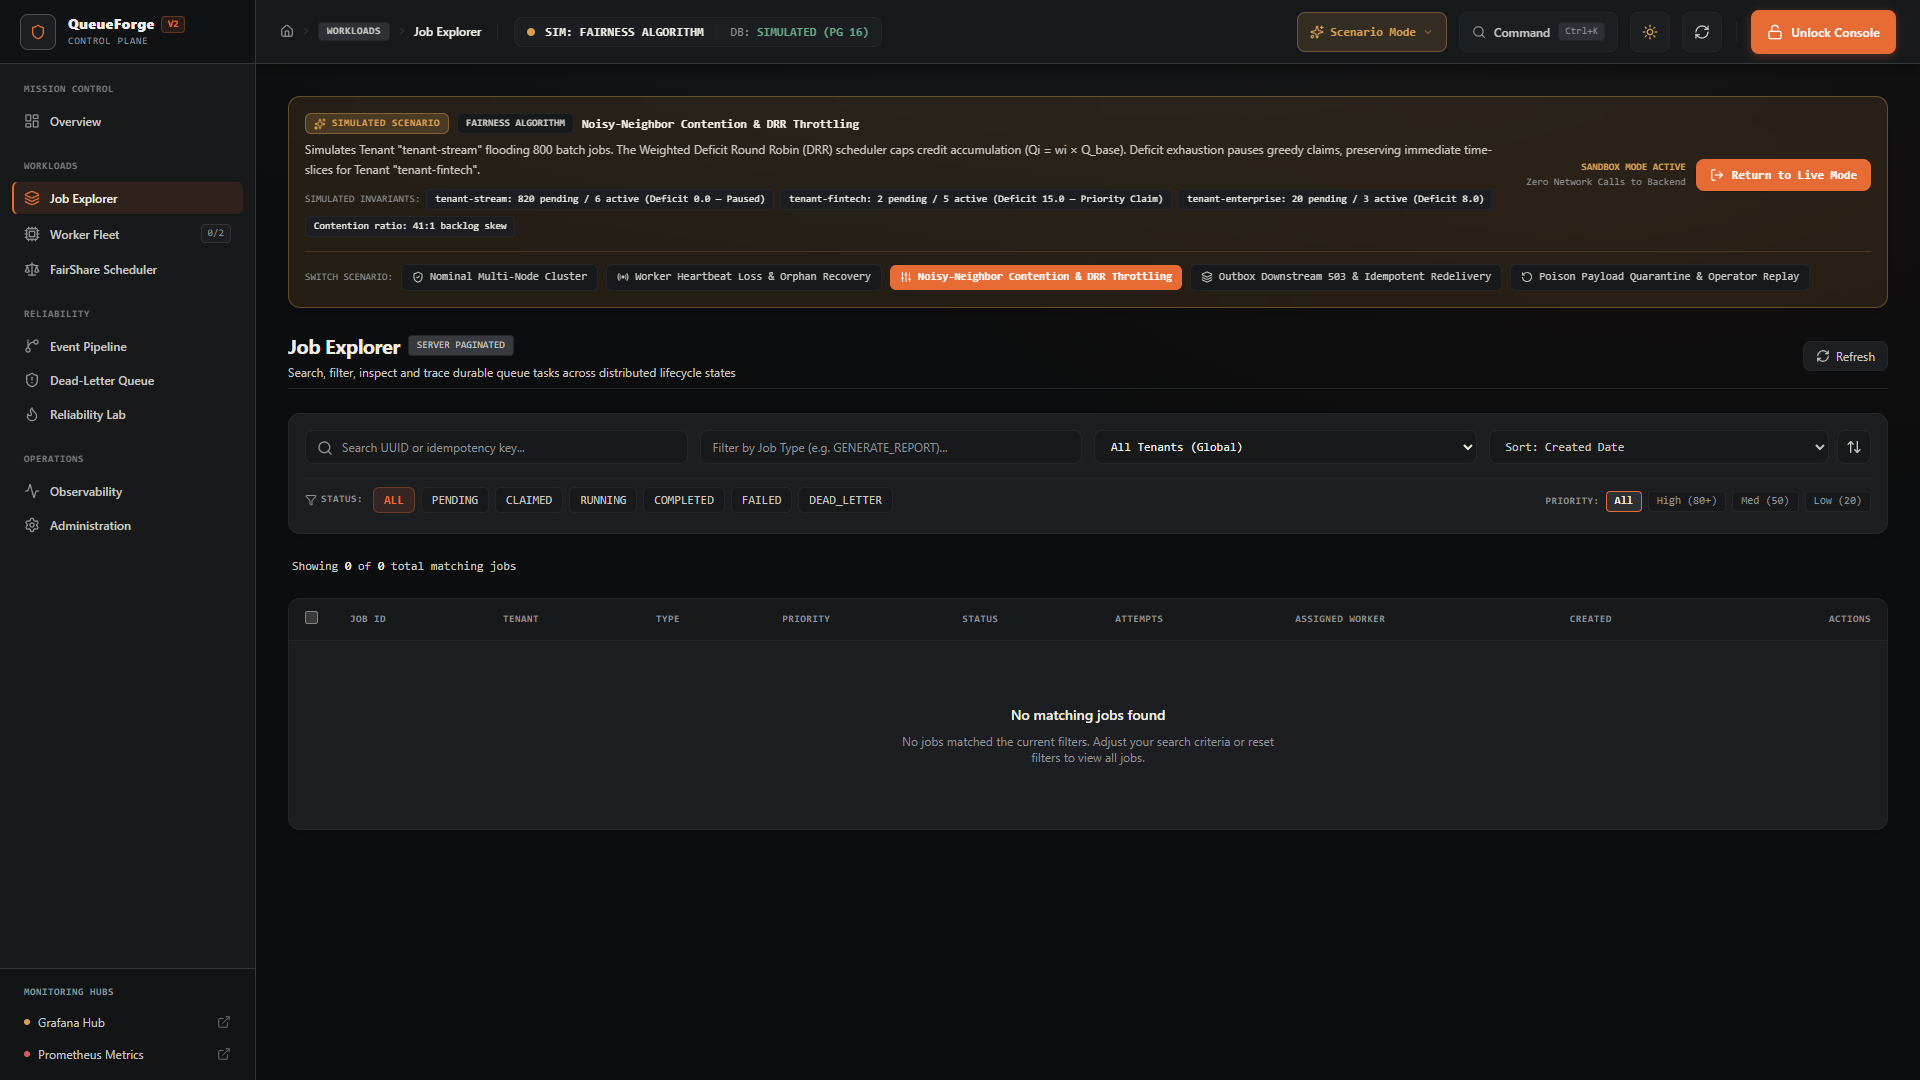 QueueForge V2
CONTROL PLANE
MISSION CONTROL
Overview
WORKLOADS
Job Explorer
Worker Fleet 0/2
FairShare Scheduler
RELIABILITY
Event Pipeline
Dead-Letter Queue
Reliability Lab
OPERATIONS
Observability
Administration
MONITORING HUBS
Grafana Hub
Prometheus Metrics
WORKLOADS Job Explorer SIM: FAIRNESS ALGORITHM DB: SIMULATED (PG 16) Scenario Mode Command Ctrl+K Unlock Console
SIMULATED SCENARIO FAIRNESS ALGORITHM Noisy-Neighbor Contention & DRR Throttling
Simulates Tenant "tenant-stream" flooding 800 batch jobs. The Weighted Deficit Round Robin (DRR) scheduler caps credit accumulation (Qi = wi × Q_base). Deficit exhaustion pauses greedy claims, preserving immediate time-
slices for Tenant "tenant-fintech".
SIMULATED INVARIANTS: tenant-stream: 820 pending / 6 active (Deficit 0.0 — Paused) tenant-fintech: 2 pending / 5 active (Deficit 15.0 — Priority Claim) tenant-enterprise: 20 pending / 3 active (Deficit 8.0)
Contention ratio: 41:1 backlog skew
SANDBOX MODE ACTIVE
Zero Network Calls to Backend
Return to Live Mode
SWITCH SCENARIO: Nominal Multi-Node Cluster Worker Heartbeat Loss & Orphan Recovery Noisy-Neighbor Contention & DRR Throttling Outbox Downstream 503 & Idempotent Redelivery Poison Payload Quarantine & Operator Replay
Job Explorer SERVER PAGINATED
Search, filter, inspect and trace durable queue tasks across distributed lifecycle states
Refresh
Search UUID or idempotency key... Filter by Job Type (e.g. GENERATE_REPORT)... All Tenants (Global) Sort: Created Date
STATUS: ALL PENDING CLAIMED RUNNING COMPLETED FAILED DEAD_LETTER PRIORITY: All High (80+) Med (50) Low (20)
Showing 0 of 0 total matching jobs
JOB ID TENANT TYPE PRIORITY STATUS ATTEMPTS ASSIGNED WORKER CREATED ACTIONS
No matching jobs found
No jobs matched the current filters. Adjust your search criteria or reset
filters to view all jobs.